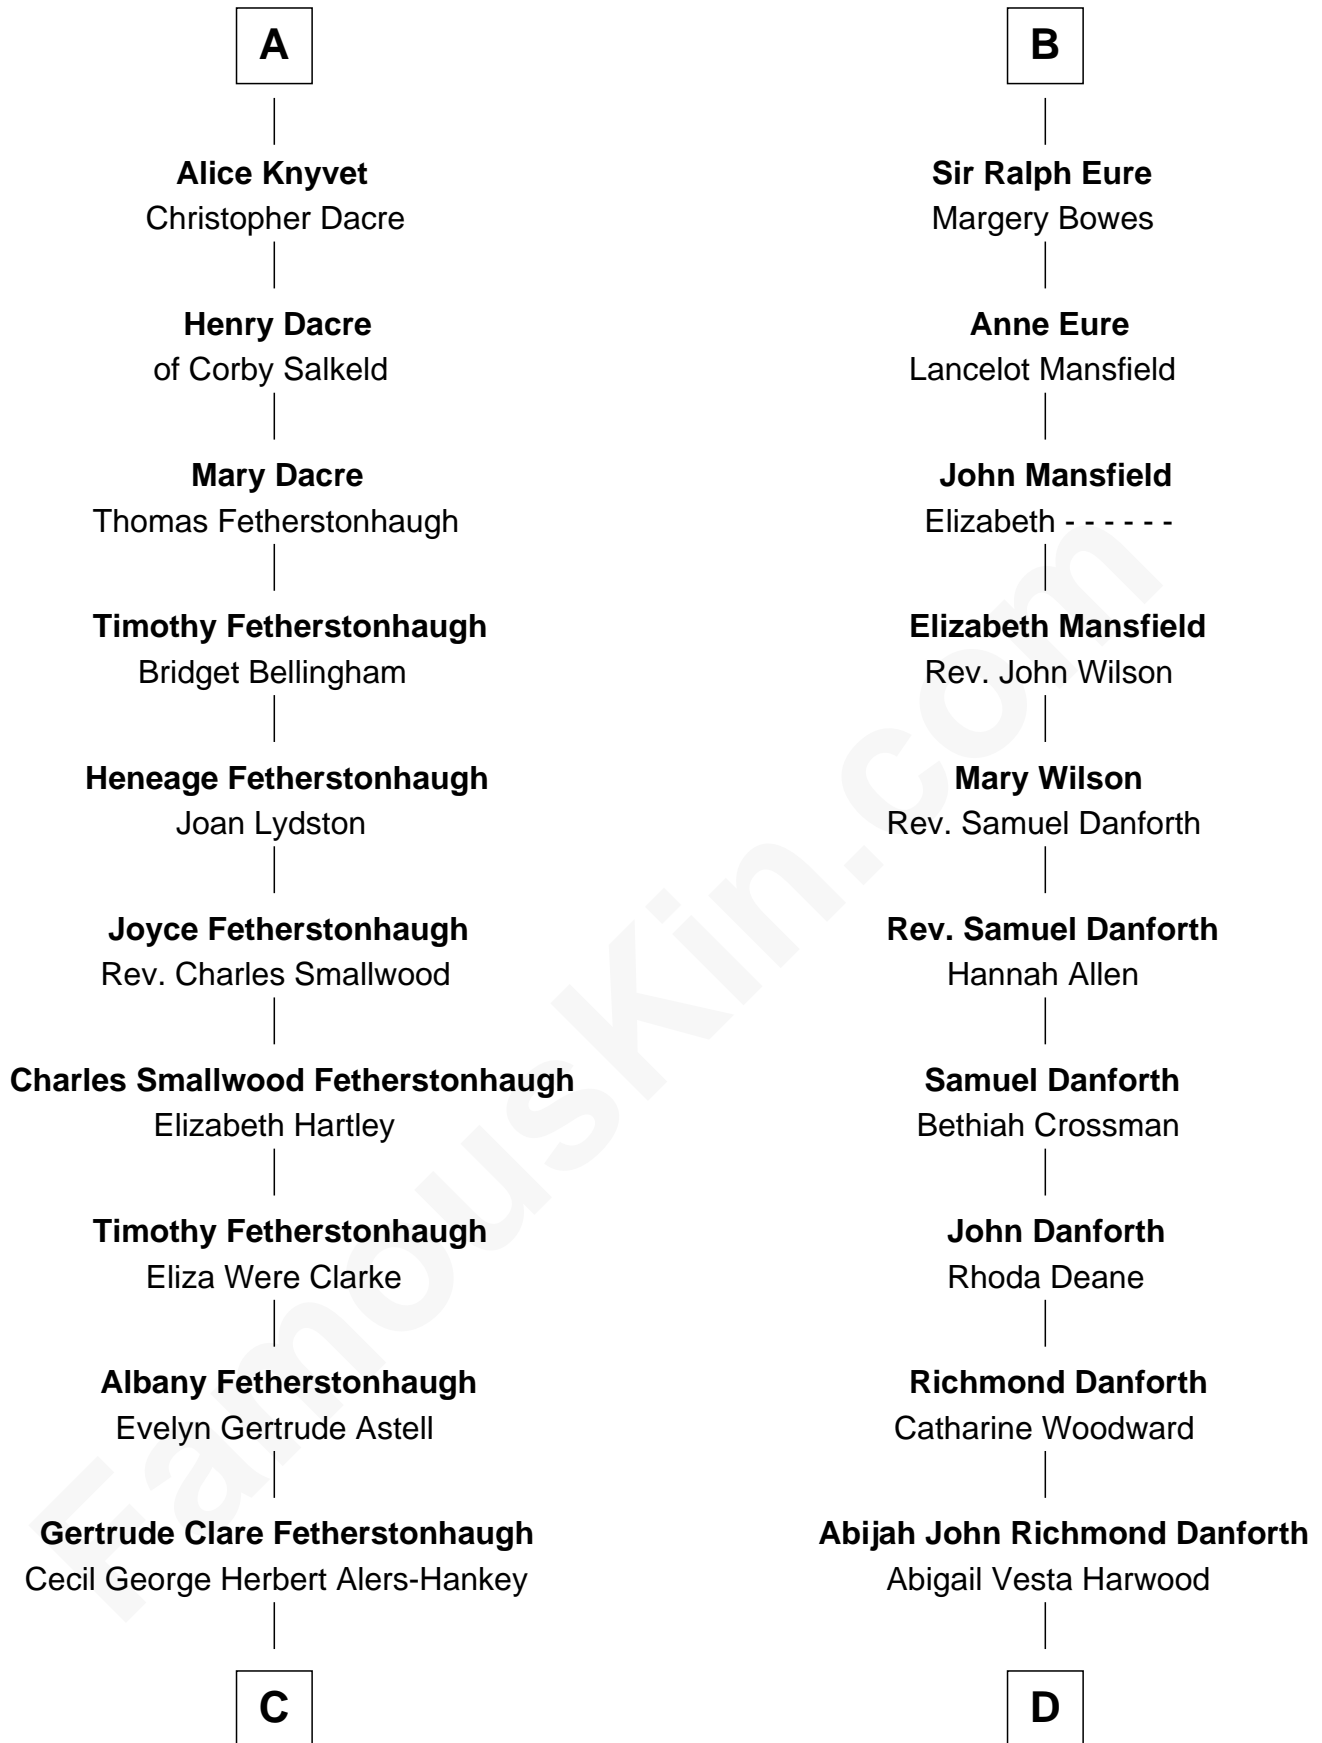 A
Alice Knyvet
Christopher Dacre
Henry Dacre
of Corby Salkeld
Mary Dacre
Thomas Fetherstonhaugh
Timothy Fetherstonhaugh
Bridget Bellingham
Heneage Fetherstonhaugh
Joan Lydston
Joyce Fetherstonhaugh
Rev. Charles Smallwood
Charles Smallwood Fetherstonhaugh
Elizabeth Hartley
Timothy Fetherstonhaugh
Eliza Were Clarke
Albany Fetherstonhaugh
Evelyn Gertrude Astell
Gertrude Clare Fetherstonhaugh
Cecil George Herbert Alers-Hankey
C
B
Sir Ralph Eure
Margery Bowes
Anne Eure
Lancelot Mansfield
John Mansfield
Elizabeth - - - - - -
Elizabeth Mansfield
Rev. John Wilson
Mary Wilson
Rev. Samuel Danforth
Rev. Samuel Danforth
Hannah Allen
Samuel Danforth
Bethiah Crossman
John Danforth
Rhoda Deane
Richmond Danforth
Catharine Woodward
Abijah John Richmond Danforth
Abigail Vesta Harwood
D
FamousKin.com